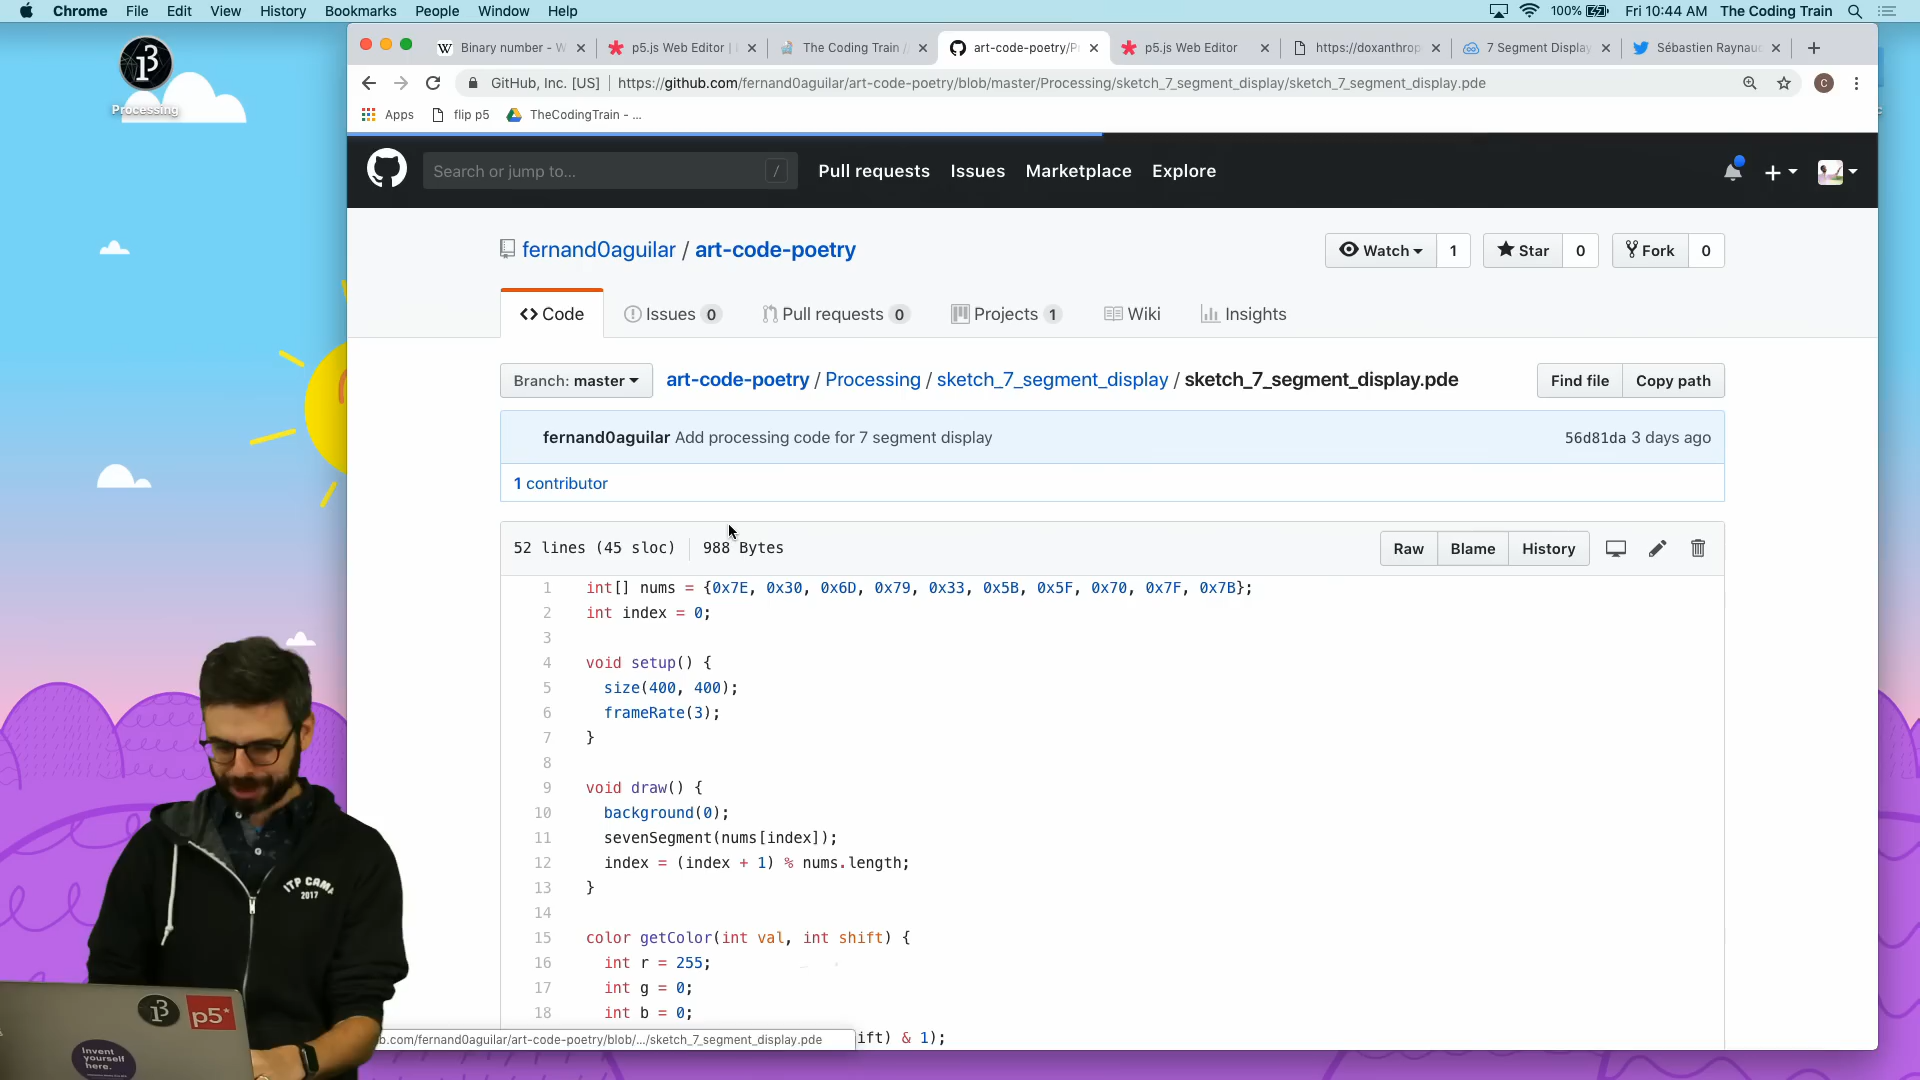 Chrome File Edit View History Bookmarks People Window Help 100% Fri 10:44 AM The Coding Train
Processing
Binary number - W
p5.js Web Editor |
The Coding Train /
art-code-poetry/P
p5.js Web Editor
https://doxanthrop
7 Segment Display
Sébastien Raynaud
GitHub, Inc. [US] | https://github.com/fernand0aguilar/art-code-poetry/blob/master/Processing/sketch_7_segment_display/sketch_7_segment_display.pde
C
Apps flip p5 TheCodingTrain - ...
Search or jump to... / Pull requests Issues Marketplace Explore
fernand0aguilar / art-code-poetry Watch 1 Star 0 Fork 0
Code Issues 0 Pull requests 0 Projects 1 Wiki Insights
Branch: master art-code-poetry / Processing / sketch_7_segment_display / sketch_7_segment_display.pde Find file Copy path
fernand0aguilar Add processing code for 7 segment display 56d81da 3 days ago
1 contributor
52 lines (45 sloc) 988 Bytes Raw Blame History
1 int[] nums = {0x7E, 0x30, 0x6D, 0x79, 0x33, 0x5B, 0x5F, 0x70, 0x7F, 0x7B};
2 int index = 0;
3
4 void setup() {
5 size(400, 400);
6 frameRate(3);
7 }
8
9 void draw() {
10 background(0);
11 sevenSegment(nums[index]);
12 index = (index + 1) % nums.length;
13 }
14
15 color getColor(int val, int shift) {
16 int r = 255;
17 int g = 0;
18 int b = 0;
ift) & 1);
b.com/fernand0aguilar/art-code-poetry/blob/.../sketch_7_segment_display.pde
ITP CAMP
2017
p5*
Invent
yourself
here.